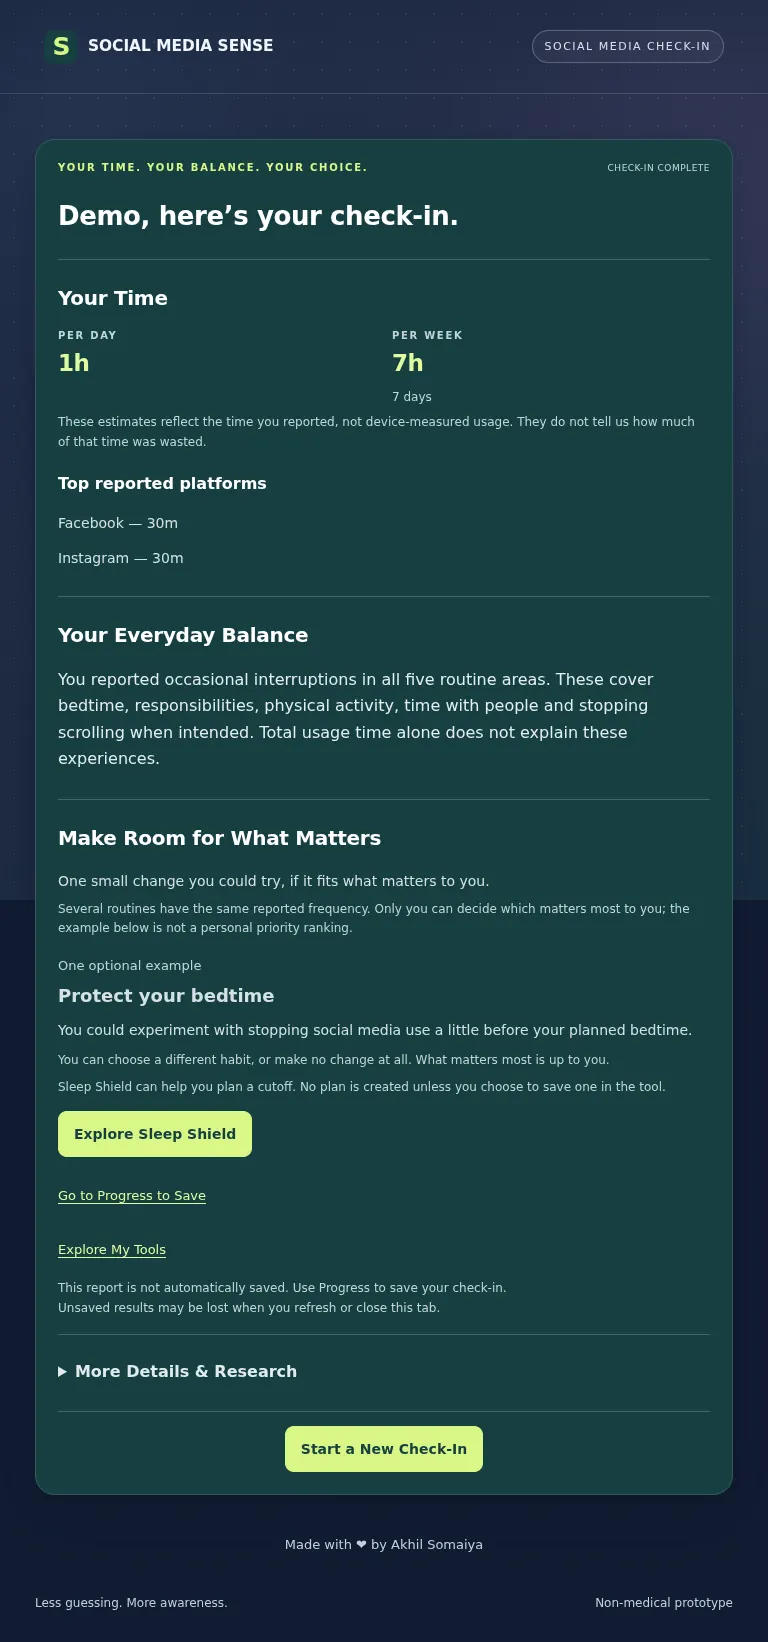 S SOCIAL MEDIA SENSE
SOCIAL MEDIA CHECK-IN
YOUR TIME. YOUR BALANCE. YOUR CHOICE.
CHECK-IN COMPLETE
Demo, here’s your check-in.
Your Time
PER DAY
1h
PER WEEK
7h
7 days
These estimates reflect the time you reported, not device-measured usage. They do not tell us how much
of that time was wasted.
Top reported platforms
Facebook — 30m
Instagram — 30m
Your Everyday Balance
You reported occasional interruptions in all five routine areas. These cover
bedtime, responsibilities, physical activity, time with people and stopping
scrolling when intended. Total usage time alone does not explain these
experiences.
Make Room for What Matters
One small change you could try, if it fits what matters to you.
Several routines have the same reported frequency. Only you can decide which matters most to you; the
example below is not a personal priority ranking.
One optional example
Protect your bedtime
You could experiment with stopping social media use a little before your planned bedtime.
You can choose a different habit, or make no change at all. What matters most is up to you.
Sleep Shield can help you plan a cutoff. No plan is created unless you choose to save one in the tool.
Explore Sleep Shield
Go to Progress to Save
Explore My Tools
This report is not automatically saved. Use Progress to save your check-in.
Unsaved results may be lost when you refresh or close this tab.
▶ More Details & Research
Start a New Check-In
Made with ❤ by Akhil Somaiya
Less guessing. More awareness.
Non-medical prototype